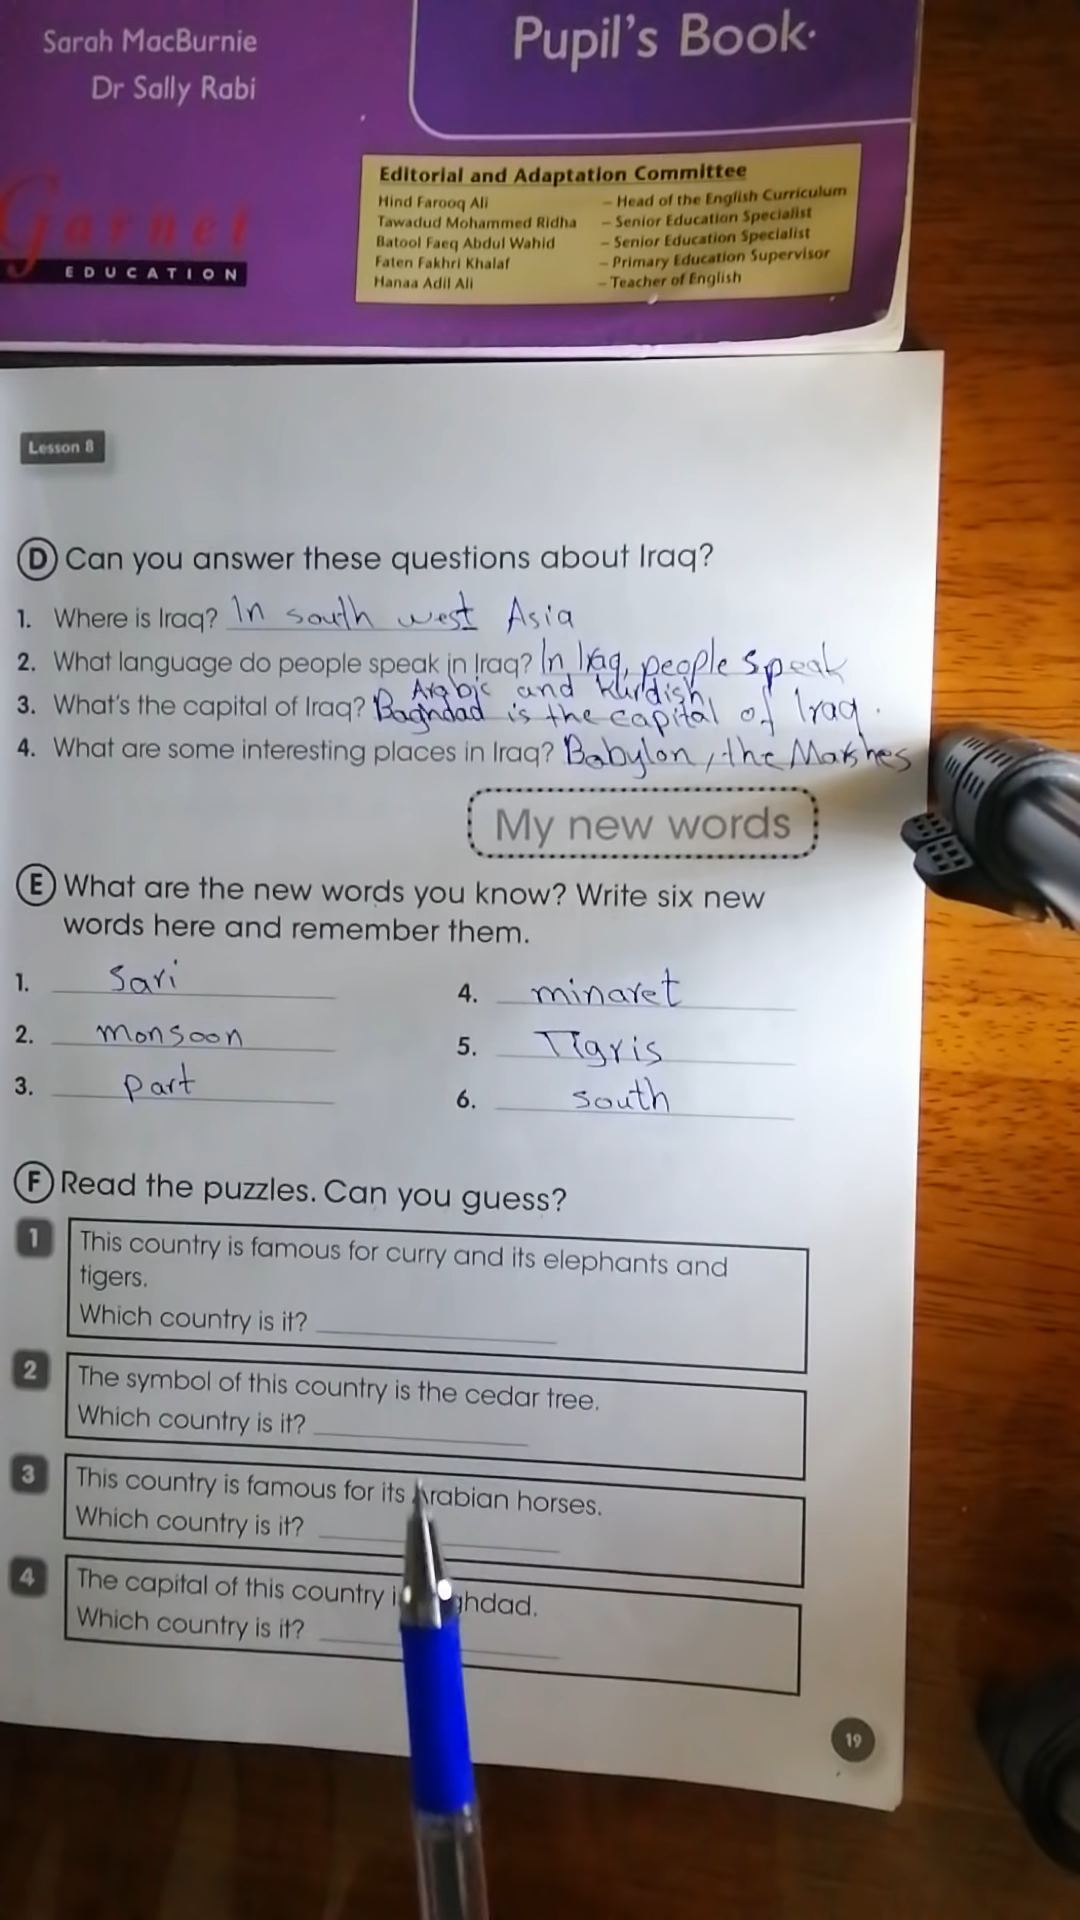 Sarah MacBurnie
Dr Sally Rabi
Pupil's Book
Garnet
EDUCATION
Editorial and Adaptation Committee
Hind Farooq Ali – Head of the English Curriculum
Tawadud Mohammed Ridha – Senior Education Specialist
Batool Faeq Abdul Wahid – Senior Education Specialist
Faten Fakhri Khalaf – Primary Education Supervisor
Hanaa Adil Ali – Teacher of English
Lesson 8
D Can you answer these questions about Iraq?
1. Where is Iraq? In south west Asia
2. What language do people speak in Iraq? In Iraq, people speak
Arabic and Kurdish
3. What's the capital of Iraq? Baghdad is the capital of Iraq.
4. What are some interesting places in Iraq? Babylon, the Marshes
My new words
E What are the new words you know? Write six new
words here and remember them.
1. Sari
2. monsoon
3. part
4. minaret
5. Tigris
6. south
F Read the puzzles. Can you guess?
1 This country is famous for curry and its elephants and
tigers.
Which country is it?
2 The symbol of this country is the cedar tree.
Which country is it?
3 This country is famous for its Arabian horses.
Which country is it?
4 The capital of this country is Baghdad.
Which country is it?
19